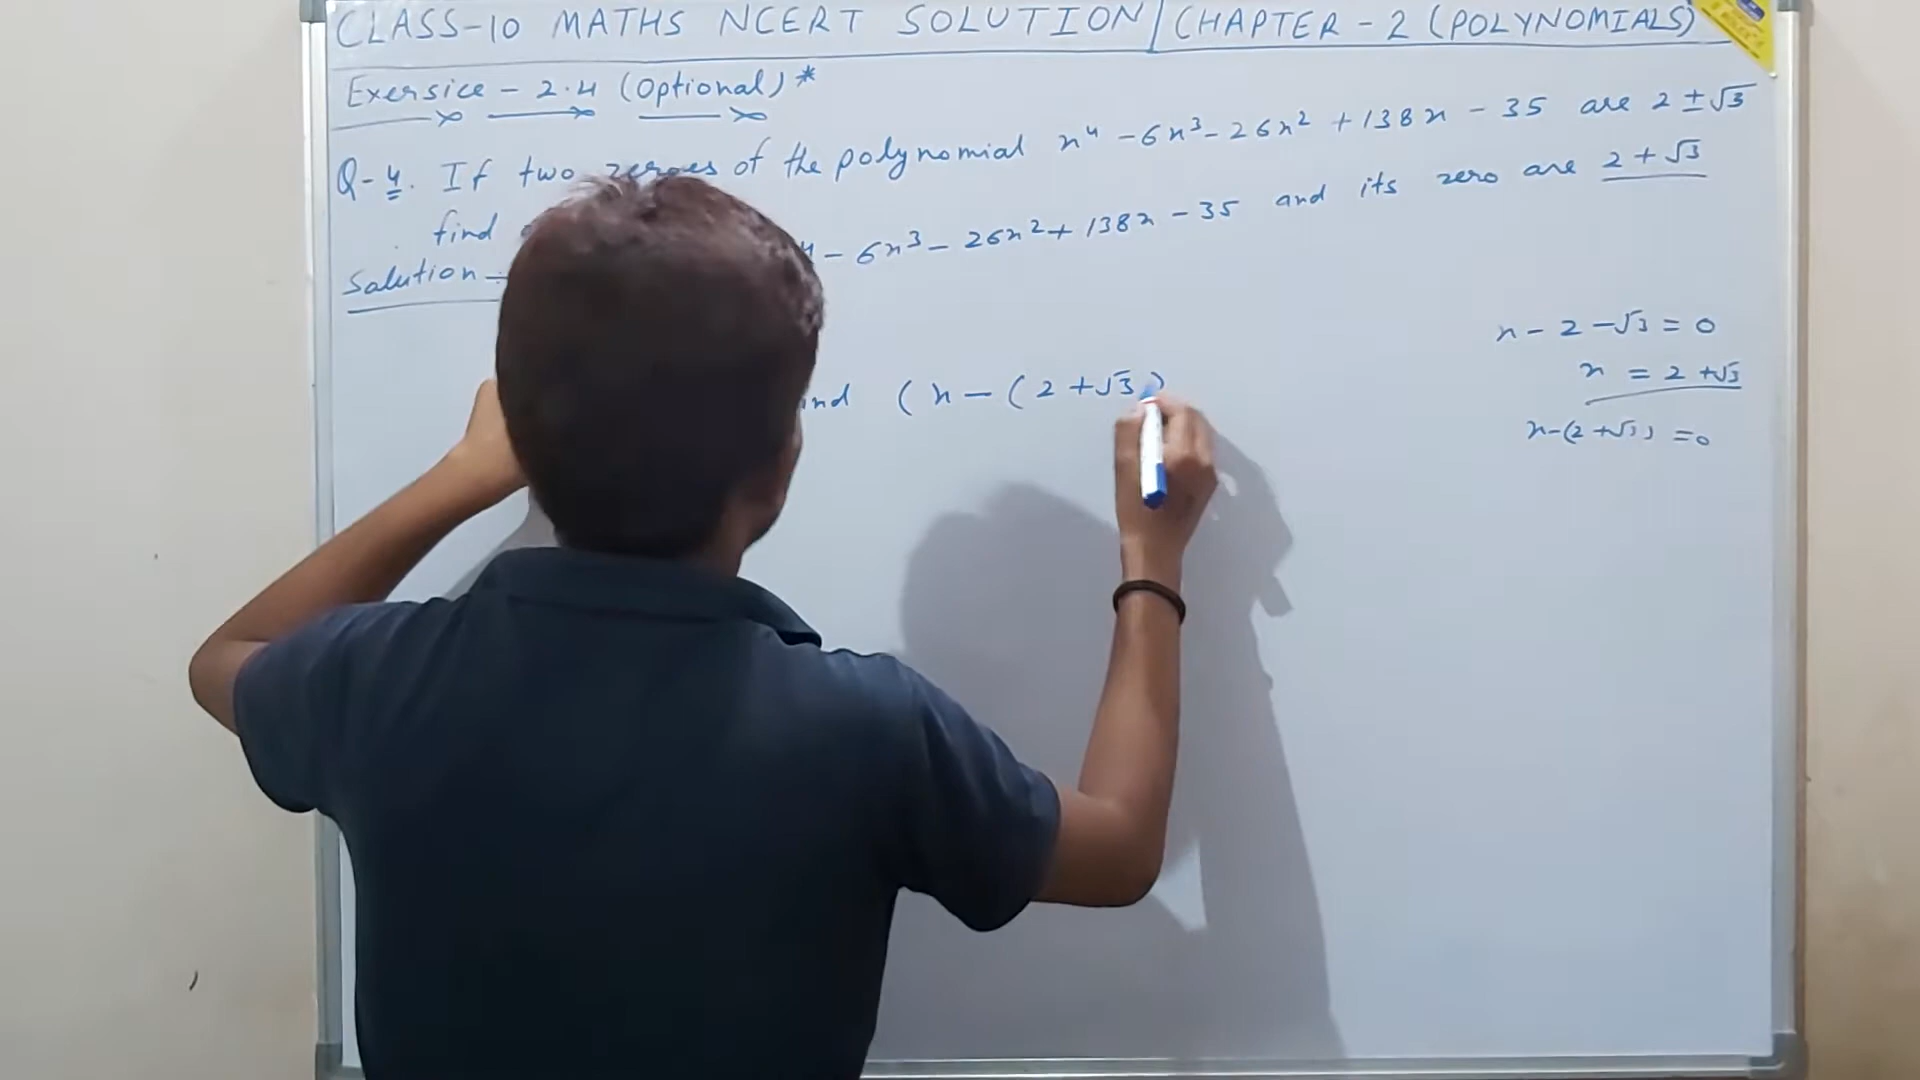 CLASS-10 MATHS NCERT SOLUTION | CHAPTER - 2 (POLYNOMIALS)
Exersice - 2.4 (Optional)*
Q-4. If two zeroes of the polynomial x⁴ - 6x³ - 26x² + 138x - 35 are 2 ± √3
find
Solution - 6x³ - 26x² + 138x - 35 and its zero are 2 + √3
x - 2 - √3 = 0
x = 2 + √3
(x - (2 + √3)
x - (2 + √3) = 0